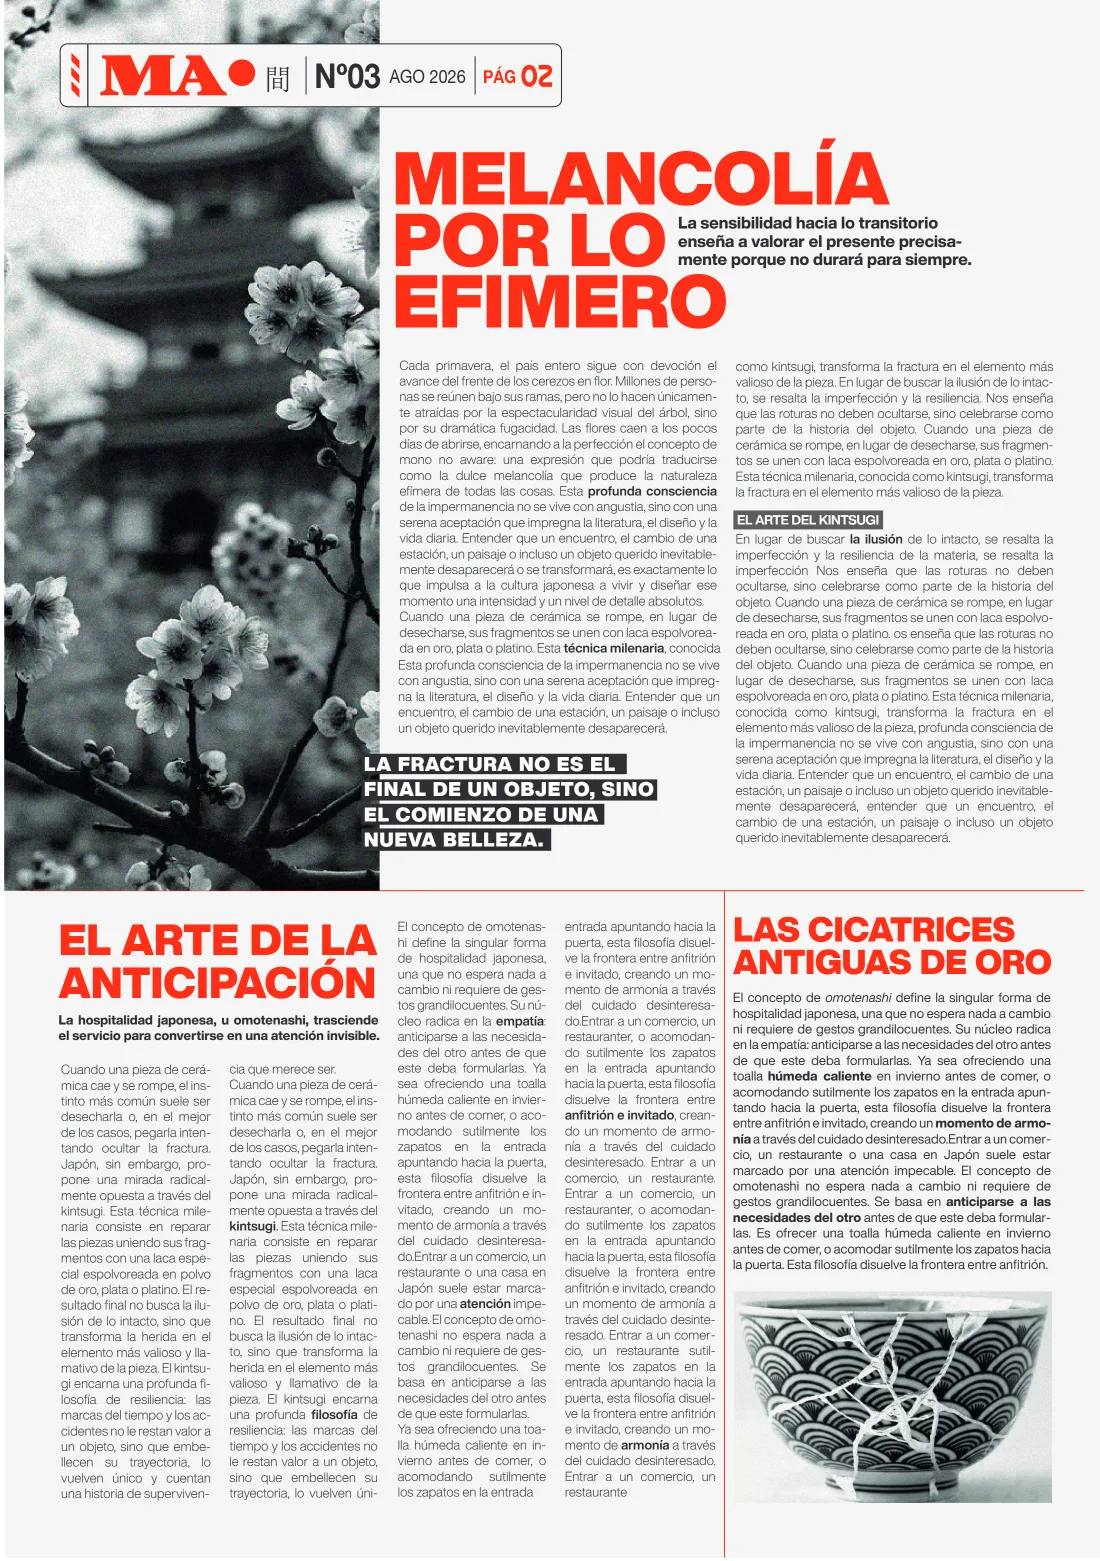 MA
間
Nº03 AGO 2026
PÁG 02
MELANCOLÍA
POR LO
EFIMERO
La sensibilidad hacia lo transitorio
enseña a valorar el presente precisa-
mente porque no durará para siempre.
Cada primavera, el país entero sigue con devoción el
avance del frente de los cerezos en flor. Millones de perso-
nas se reúnen bajo sus ramas, pero no lo hacen únicamen-
te atraídas por la espectacularidad visual del árbol, sino
por su dramática fugacidad. Las flores caen a los pocos
días de abrirse, encarnando a la perfección el concepto de
mono no aware: una expresión que podría traducirse
como la dulce melancolía que produce la naturaleza
efímera de todas las cosas. Esta profunda consciencia
de la impermanencia no se vive con angustia, sino con una
serena aceptación que impregna la literatura, el diseño y la
vida diaria. Entender que un encuentro, el cambio de una
estación, un paisaje o incluso un objeto querido inevitable-
mente desaparecerá o se transformará, es exactamente lo
que impulsa a la cultura japonesa a vivir y diseñar ese
momento una intensidad y un nivel de detalle absolutos.
Cuando una pieza de cerámica se rompe, en lugar de
desecharse, sus fragmentos se unen con laca espolvorea-
da en oro, plata o platino. Esta técnica milenaria, conocida
Esta profunda consciencia de la impermanencia no se vive
con angustia, sino con una serena aceptación que impreg-
na la literatura, el diseño y la vida diaria. Entender que un
encuentro, el cambio de una estación, un paisaje o incluso
un objeto querido inevitablemente desaparecerá.
LA FRACTURA NO ES EL
FINAL DE UN OBJETO, SINO
EL COMIENZO DE UNA
NUEVA BELLEZA.
como kintsugi, transforma la fractura en el elemento más
valioso de la pieza. En lugar de buscar la ilusión de lo intac-
to, se resalta la imperfección y la resiliencia. Nos enseña
que las roturas no deben ocultarse, sino celebrarse como
parte de la historia del objeto. Cuando una pieza de
cerámica se rompe, en lugar de desecharse, sus fragmen-
tos se unen con laca espolvoreada en oro, plata o platino.
Esta técnica milenaria, conocida como kintsugi, transforma
la fractura en el elemento más valioso de la pieza.
EL ARTE DEL KINTSUGI
En lugar de buscar la ilusión de lo intacto, se resalta la
imperfección y la resiliencia de la materia, se resalta la
imperfección Nos enseña que las roturas no deben
ocultarse, sino celebrarse como parte de la historia del
objeto. Cuando una pieza de cerámica se rompe, en lugar
de desecharse, sus fragmentos se unen con laca espolvo-
reada en oro, plata o platino. os enseña que las roturas no
deben ocultarse, sino celebrarse como parte de la historia
del objeto. Cuando una pieza de cerámica se rompe, en
lugar de desecharse, sus fragmentos se unen con laca
espolvoreada en oro, plata o platino. Esta técnica milenaria,
conocida como kintsugi, transforma la fractura en el
elemento más valioso de la pieza, profunda consciencia de
la impermanencia no se vive con angustia, sino con una
serena aceptación que impregna la literatura, el diseño y la
vida diaria. Entender que un encuentro, el cambio de una
estación, un paisaje o incluso un objeto querido inevitable-
mente desaparecerá, entender que un encuentro, el
cambio de una estación, un paisaje o incluso un objeto
querido inevitablemente desaparecerá.
EL ARTE DE LA
ANTICIPACIÓN
La hospitalidad japonesa, u omotenashi, trasciende
el servicio para convertirse en una atención invisible.
Cuando una pieza de cerá-
mica cae y se rompe, el ins-
tinto más común suele ser
desecharla o, en el mejor
de los casos, pegarla inten-
tando ocultar la fractura.
Japón, sin embargo, pro-
pone una mirada radical-
mente opuesta a través del
kintsugi. Esta técnica mile-
naria consiste en reparar
las piezas uniendo sus frag-
mentos con una laca espe-
cial espolvoreada en polvo
de oro, plata o platino. El re-
sultado final no busca la ilu-
sión de lo intacto, sino que
transforma la herida en el
elemento más valioso y lla-
mativo de la pieza. El kintsu-
gi encarna una profunda fi-
losofía de resiliencia: las
marcas del tiempo y los ac-
cidentes no le restan valor a
un objeto, sino que embe-
llecen su trayectoria, lo
vuelven único y cuentan
una historia de superviven-
cia que merece ser.
Cuando una pieza de cerá-
mica cae y se rompe, el ins-
tinto más común suele ser
desecharla o, en el mejor
de los casos, pegarla inten-
tando ocultar la fractura.
Japón, sin embargo, pro-
pone una mirada radical-
mente opuesta a través del
kintsugi. Esta técnica mile-
naria consiste en reparar
las piezas uniendo sus
fragmentos con una laca
especial espolvoreada en
polvo de oro, plata o plati-
no. El resultado final no
busca la ilusión de lo intac-
to, sino que transforma la
herida en el elemento más
valioso y llamativo de la
pieza. El kintsugi encarna
una profunda filosofía de
resiliencia: las marcas del
tiempo y los accidentes no
le restan valor a un objeto,
sino que embellecen su
trayectoria, lo vuelven úni-
El concepto de omotenas-
hi define la singular forma
de hospitalidad japonesa,
una que no espera nada a
cambio ni requiere de ges-
tos grandilocuentes. Su nú-
cleo radica en la empatía:
anticiparse a las necesida-
des del otro antes de que
este deba formularlas. Ya
sea ofreciendo una toalla
húmeda caliente en invier-
no antes de comer, o aco-
modando sutilmente los
zapatos en la entrada
apuntando hacia la puerta,
esta filosofía disuelve la
frontera entre anfitrión e in-
vitado, creando un mo-
mento de armonía a través
del cuidado desinteresa-
do.Entrar a un comercio, un
restaurante o una casa en
Japón suele estar marca-
do por una atención impe-
cable. El concepto de omo-
tenashi no espera nada a
cambio ni requiere de ges-
tos grandilocuentes. Se
basa en anticiparse a las
necesidades del otro antes
de que este formularlas.
Ya sea ofreciendo una toa-
lla húmeda caliente en in-
vierno antes de comer, o
acomodando sutilmente
los zapatos en la entrada
entrada apuntando hacia la
puerta, esta filosofía disuel-
ve la frontera entre anfitrión
e invitado, creando un mo-
mento de armonía a través
del cuidado desinteresa-
do.Entrar a un comercio, un
restauranter, o acomodan-
do sutilmente los zapatos
en la entrada apuntando
hacia la puerta, esta filosofía
disuelve la frontera entre
anfitrión e invitado, crean-
do un momento de armo-
nía a través del cuidado
desinteresado. Entrar a un
comercio, un restaurante.
Entrar a un comercio, un
restauranter, o acomodan-
do sutilmente los zapatos
en la entrada apuntando
hacia la puerta, esta filosofía
disuelve la frontera entre
anfitrión e invitado, creando
un momento de armonía a
través del cuidado desinte-
resado. Entrar a un comer-
cio, un restaurante sutil-
mente los zapatos en la
entrada apuntando hacia la
puerta, esta filosofía disuel-
ve la frontera entre anfitrión
e invitado, creando un mo-
mento de armonía a través
del cuidado desinteresado.
Entrar a un comercio, un
restaurante
LAS CICATRICES
ANTIGUAS DE ORO
El concepto de omotenashi define la singular forma de
hospitalidad japonesa, una que no espera nada a cambio
ni requiere de gestos grandilocuentes. Su núcleo radica
en la empatía: anticiparse a las necesidades del otro antes
de que este deba formularlas. Ya sea ofreciendo una
toalla húmeda caliente en invierno antes de comer, o
acomodando sutilmente los zapatos en la entrada apun-
tando hacia la puerta, esta filosofía disuelve la frontera
entre anfitrión e invitado, creando un momento de armo-
nía a través del cuidado desinteresado.Entrar a un comer-
cio, un restaurante o una casa en Japón suele estar
marcado por una atención impecable. El concepto de
omotenashi no espera nada a cambio ni requiere de
gestos grandilocuentes. Se basa en anticiparse a las
necesidades del otro antes de que este deba formular-
las. Es ofrecer una toalla húmeda caliente en invierno
antes de comer, o acomodar sutilmente los zapatos hacia
la puerta. Esta filosofía disuelve la frontera entre anfitrión.